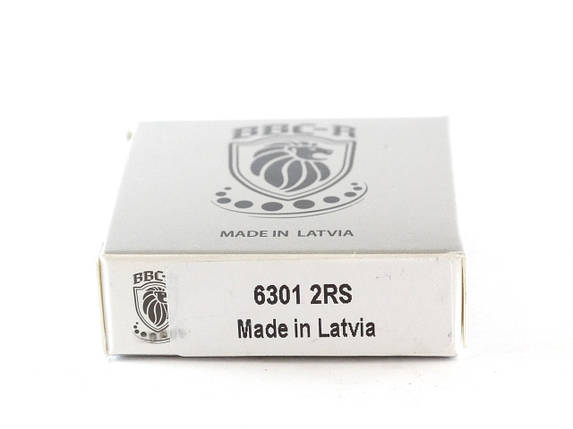 BBC-R
MADE IN LATVIA
BBC-
6301 2RS
Made in Latvia